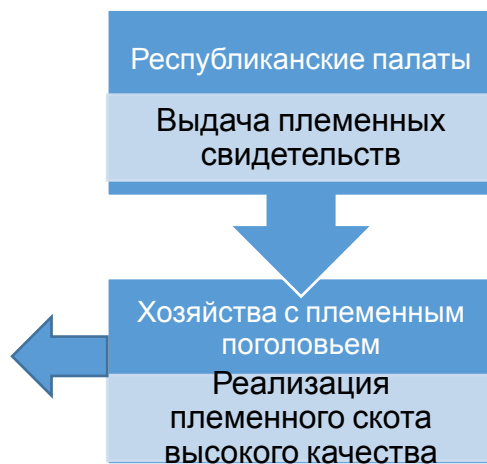 Республиканские палаты
Выдача племенных
свидетельств
Хозяйства с племенным
поголовьем
Реализация
племенного скота
высокого качества